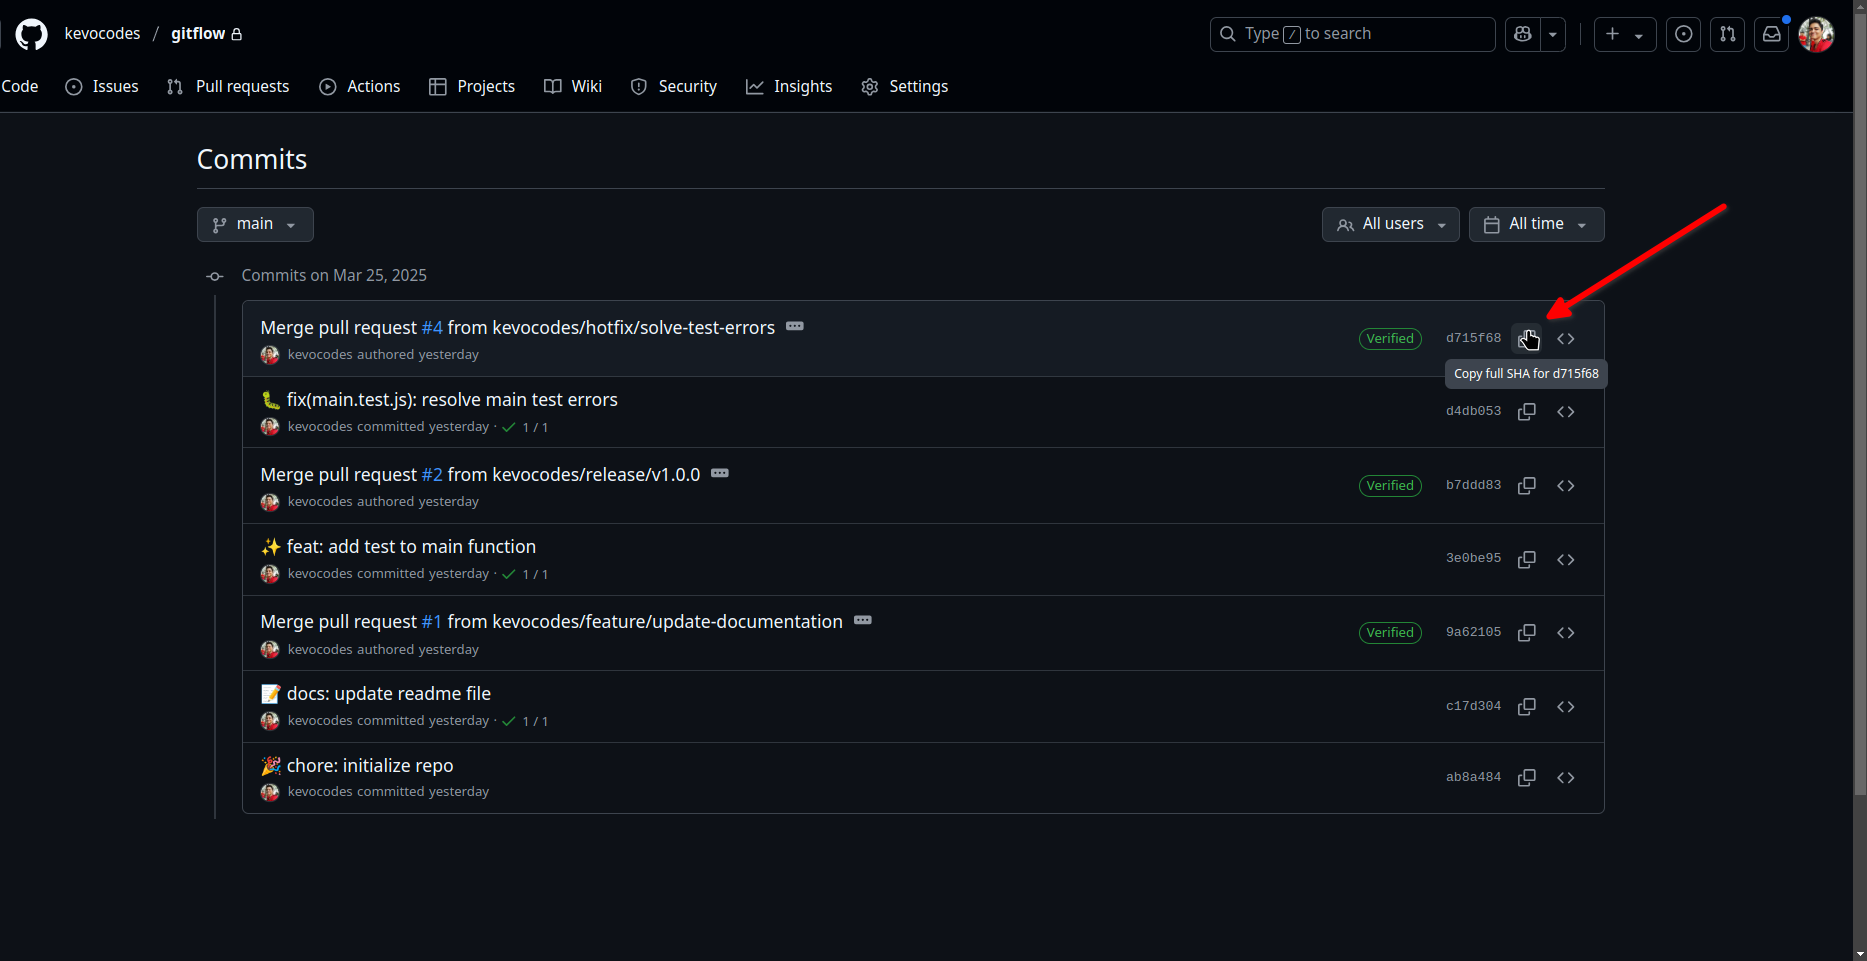 kevocodes / gitflow
Type / to search
Code Issues Pull requests Actions Projects Wiki Security Insights Settings
Commits
main
All users
All time
Commits on Mar 25, 2025
Merge pull request #4 from kevocodes/hotfix/solve-test-errors
kevocodes authored yesterday
Verified
d715f68
Copy full SHA for d715f68
🐛 fix(main.test.js): resolve main test errors
kevocodes committed yesterday · 1 / 1
d4db053
Merge pull request #2 from kevocodes/release/v1.0.0
kevocodes authored yesterday
Verified
b7ddd83
✨ feat: add test to main function
kevocodes committed yesterday · 1 / 1
3e0be95
Merge pull request #1 from kevocodes/feature/update-documentation
kevocodes authored yesterday
Verified
9a62105
📝 docs: update readme file
kevocodes committed yesterday · 1 / 1
c17d304
🎉 chore: initialize repo
kevocodes committed yesterday
ab8a484